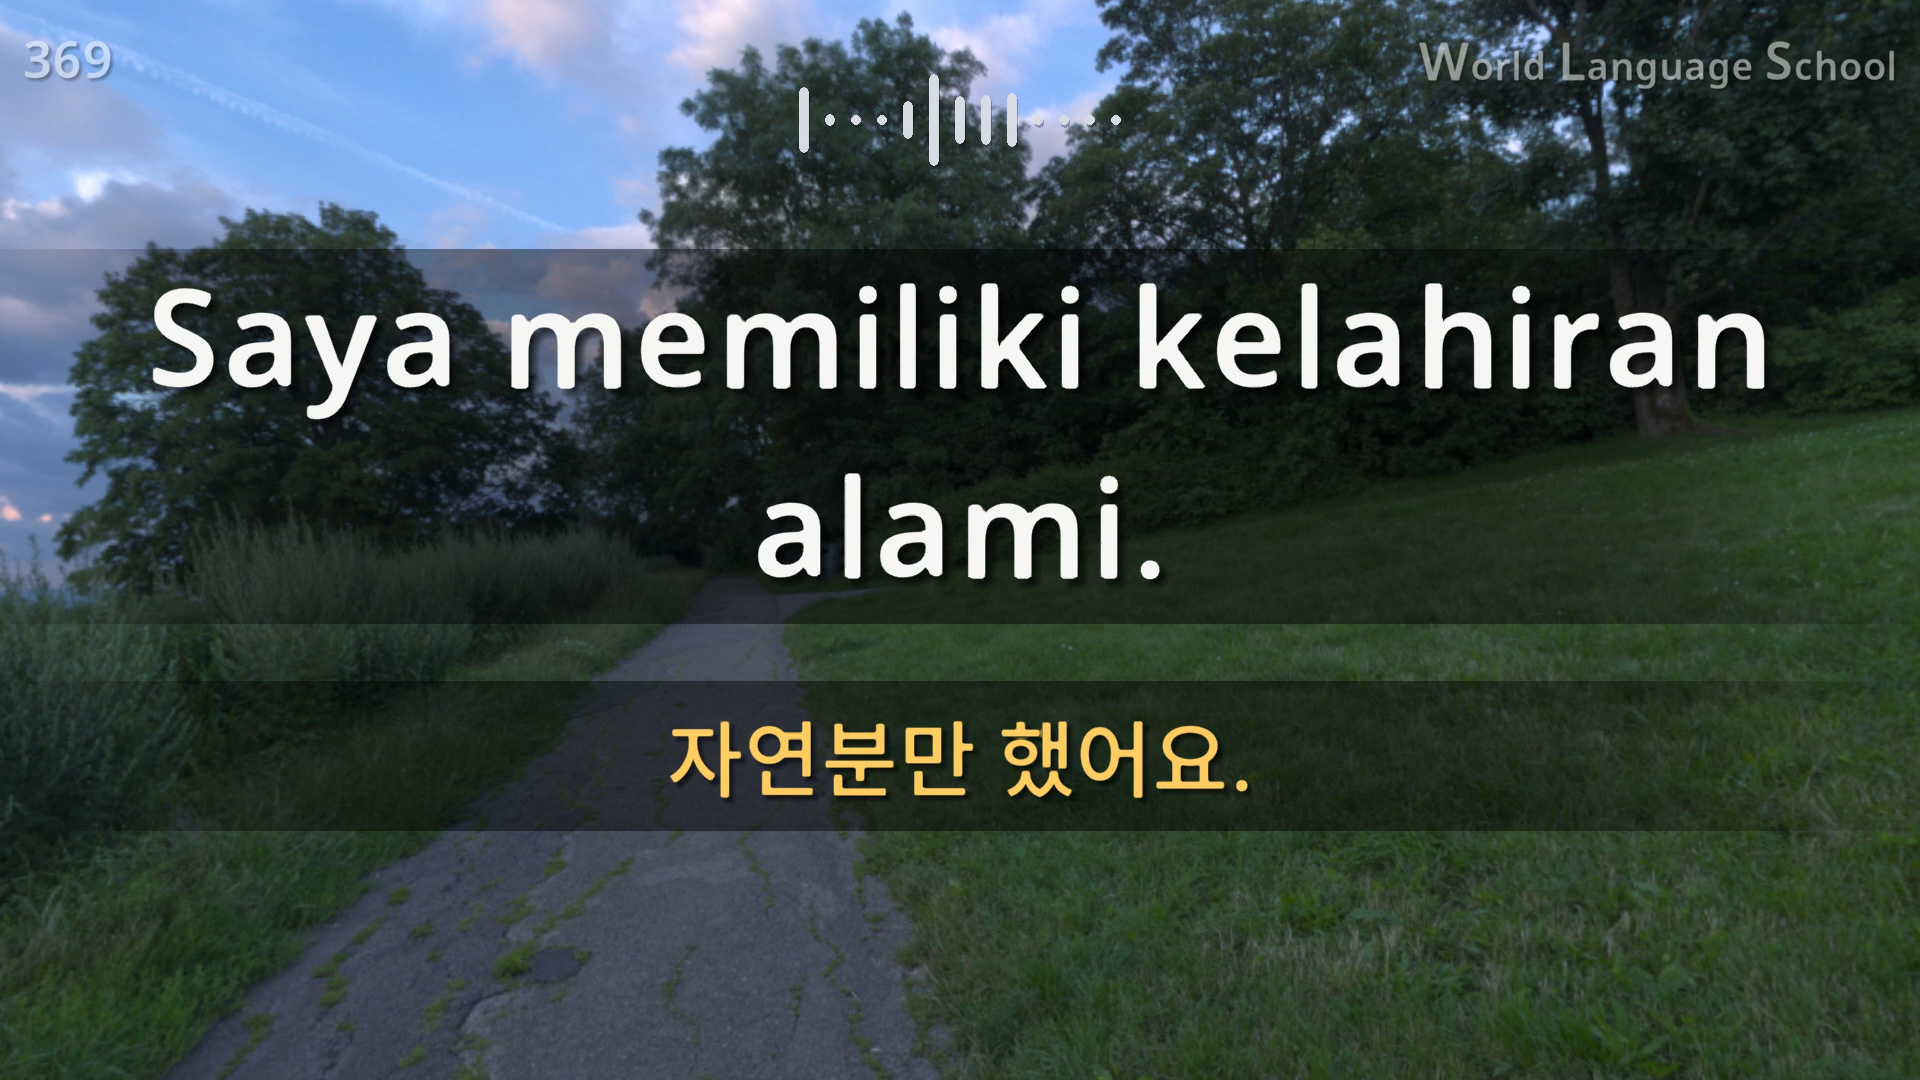 369
World Language School
Saya memiliki kelahiran
alami.
자연분만 했어요.